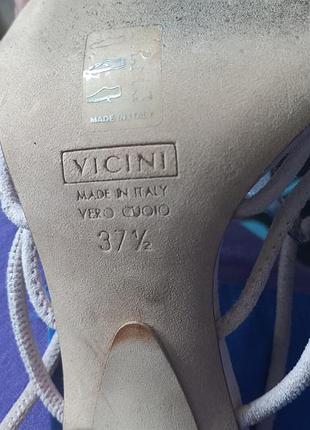 MADE IN ITALY
VICINI
MADE IN ITALY
VERO CUOIO
37½